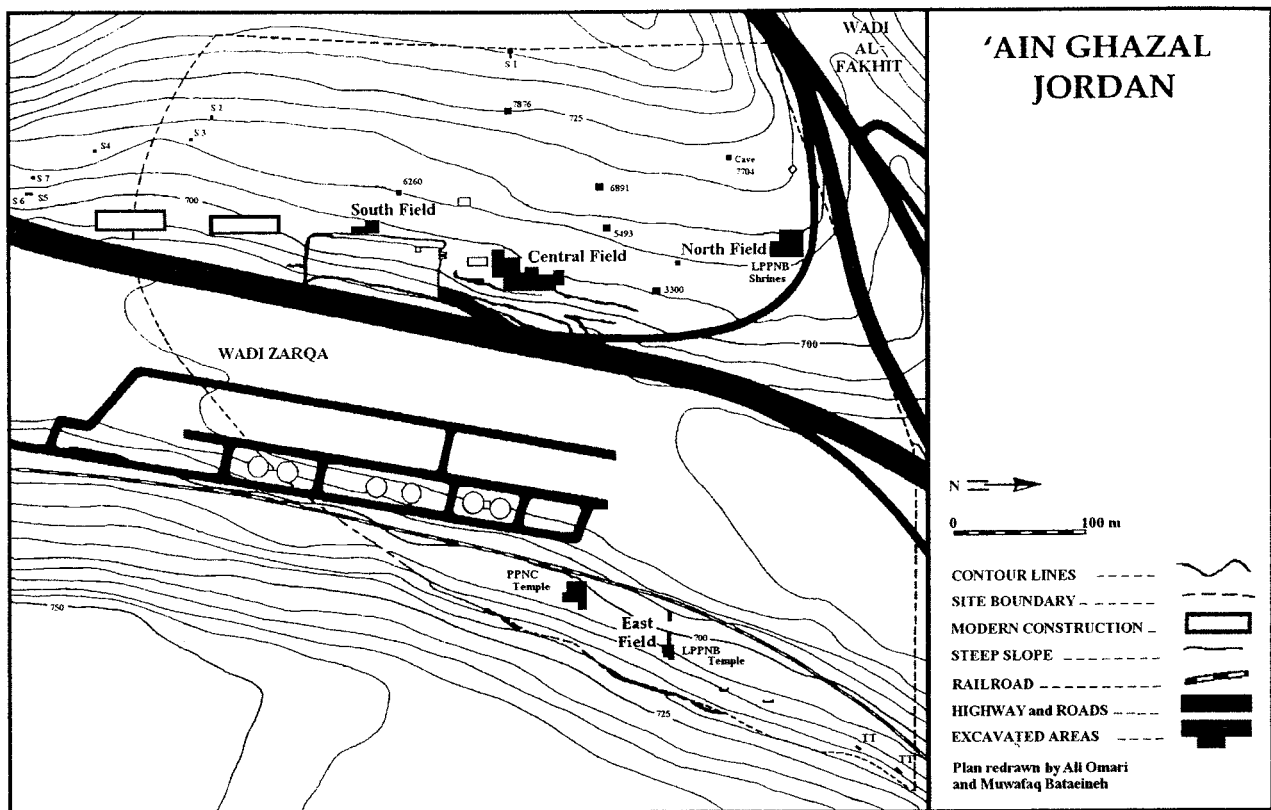 'AIN GHAZAL
JORDAN
WADI
AL-
FAKHIT
S 1
7876
725
S 2
S 3
S4
S 7
S 6
S5
700
Cave
7704
6260
6891
South Field
5493
North Field
Central Field
LPPNB
Shrines
3300
700
WADI ZARQA
PPNC
Temple
750
East
Field
700
LPPNB
Temple
725
TT
TT
N
0
100 m
CONTOUR LINES
SITE BOUNDARY
MODERN CONSTRUCTION
STEEP SLOPE
RAILROAD
HIGHWAY and ROADS
EXCAVATED AREAS
Plan redrawn by Ali Omari
and Muwafaq Bataeineh